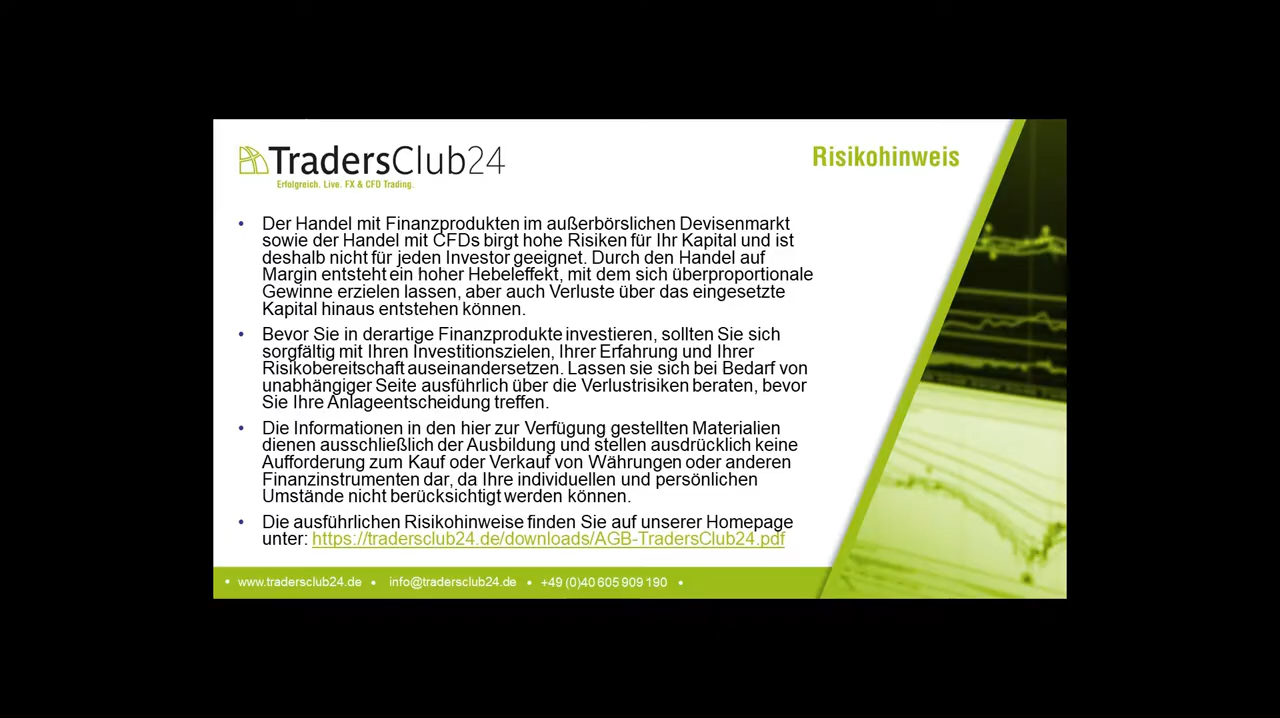 TradersClub24
Erfolgreich. Live. FX & CFD Trading.
Risikohinweis
• Der Handel mit Finanzprodukten im außerbörslichen Devisenmarkt
sowie der Handel mit CFDs birgt hohe Risiken für Ihr Kapital und ist
deshalb nicht für jeden Investor geeignet. Durch den Handel auf
Margin entsteht ein hoher Hebeleffekt, mit dem sich überproportionale
Gewinne erzielen lassen, aber auch Verluste über das eingesetzte
Kapital hinaus entstehen können.
• Bevor Sie in derartige Finanzprodukte investieren, sollten Sie sich
sorgfältig mit Ihren Investitionszielen, Ihrer Erfahrung und Ihrer
Risikobereitschaft auseinandersetzen. Lassen sie sich bei Bedarf von
unabhängiger Seite ausführlich über die Verlustrisiken beraten, bevor
Sie Ihre Anlageentscheidung treffen.
• Die Informationen in den hier zur Verfügung gestellten Materialien
dienen ausschließlich der Ausbildung und stellen ausdrücklich keine
Aufforderung zum Kauf oder Verkauf von Währungen oder anderen
Finanzinstrumenten dar, da Ihre individuellen und persönlichen
Umstände nicht berücksichtigt werden können.
• Die ausführlichen Risikohinweise finden Sie auf unserer Homepage
unter: https://tradersclub24.de/downloads/AGB-TradersClub24.pdf
• www.tradersclub24.de • info@tradersclub24.de • +49 (0)40 605 909 190 •